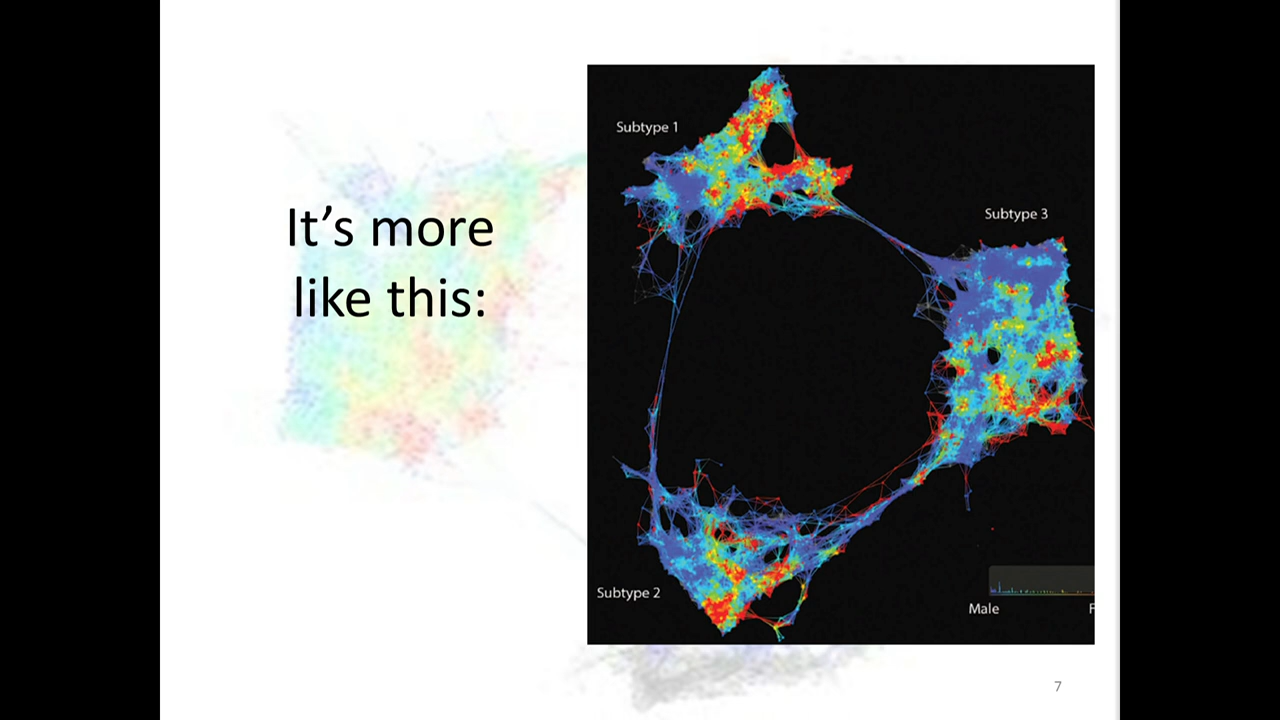 It’s more
like this:
Subtype 1
Subtype 3
Subtype 2
Male
F
7